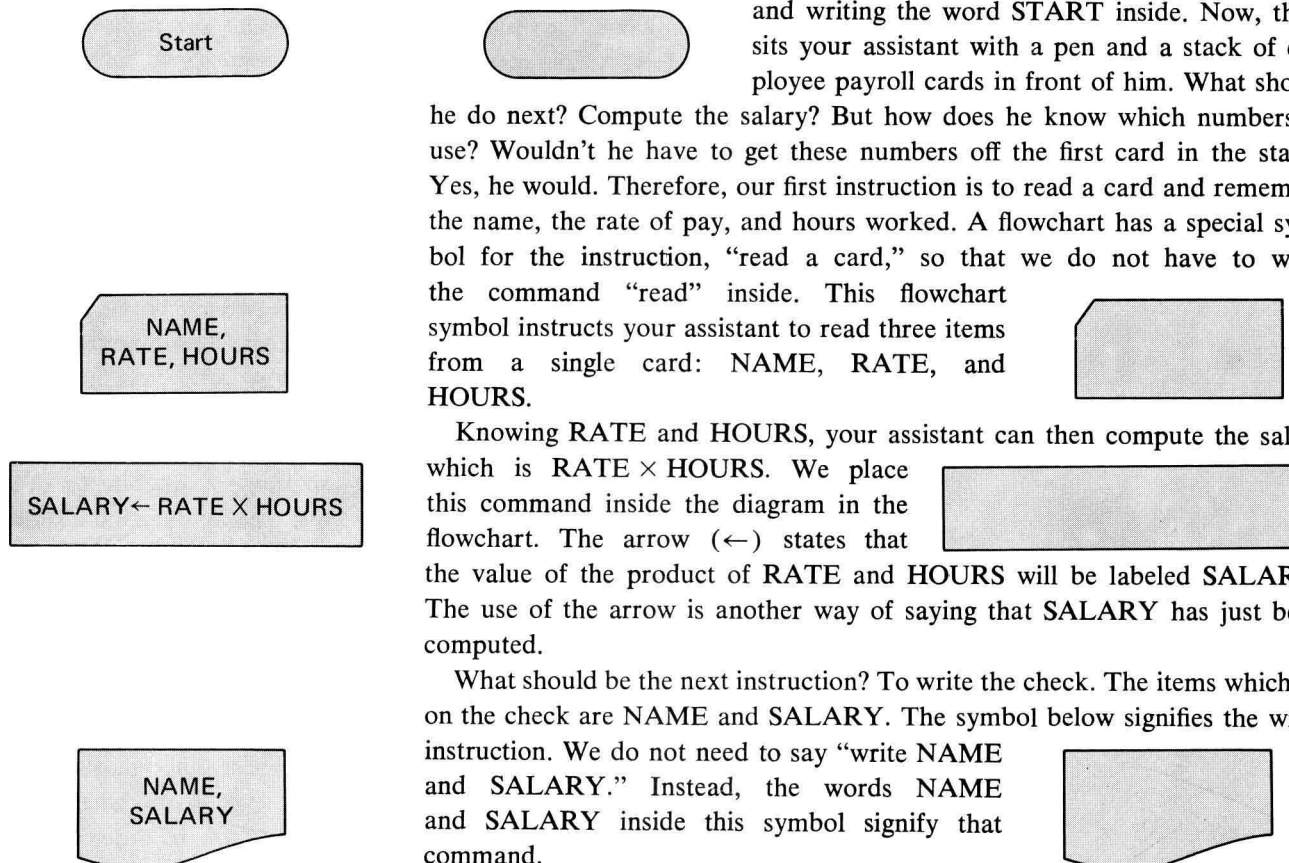 Start
and writing the word START inside. Now,
sits your assistant with a pen and a stack of
ployee payroll cards in front of him. What
he do next? Compute the salary? But how does he know which numbers
use? Wouldn't he have to get these numbers off the first card in the
Yes, he would. Therefore, our first instruction is to read a card and
the name, the rate of pay, and hours worked. A flowchart has a special
bol for the instruction, “read a card,” so that we do not have to
the command “read” inside. This flowchart
symbol instructs your assistant to read three items
from a single card: NAME, RATE, and
HOURS.
NAME,
RATE, HOURS
Knowing RATE and HOURS, your assistant can then compute the
which is RATE × HOURS. We place
this command inside the diagram in the
flowchart. The arrow (←) states that
the value of the product of RATE and HOURS will be labeled
The use of the arrow is another way of saying that SALARY has just
computed.
SALARY← RATE X HOURS
What should be the next instruction? To write the check. The items which
on the check are NAME and SALARY. The symbol below signifies the
instruction. We do not need to say “write NAME
and SALARY.” Instead, the words NAME
and SALARY inside this symbol signify that
command.
NAME,
SALARY